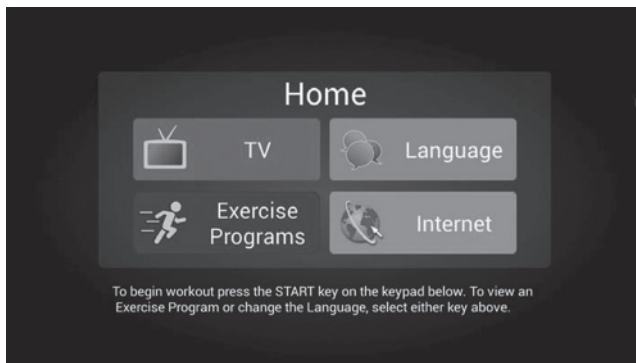 Home
TV
Language
Exercise
Programs
Internet
To begin workout press the START key on the keypad below. To view an
Exercise Program or change the Language, select either key above.